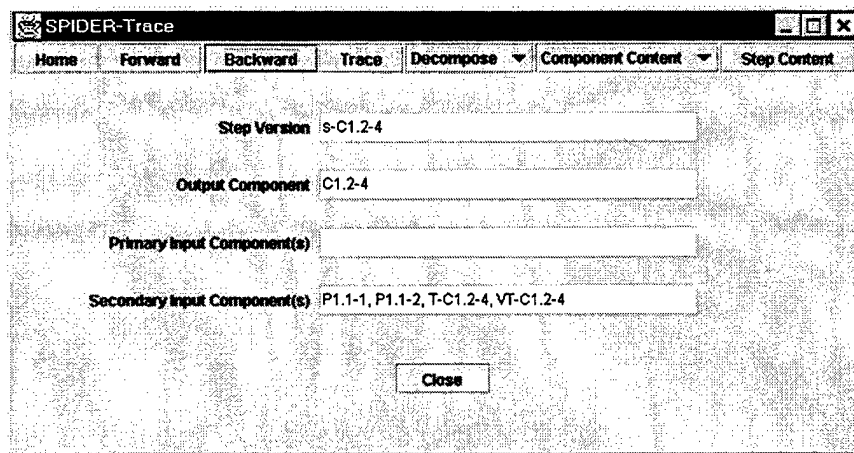 SPIDER-Trace
Home Forward Backward Trace Decompose Component Content Step Content
Step Version s-C1.2-4
Output Component C1.2-4
Primary Input Component(s)
Secondary Input Component(s) P1.1-1, P1.1-2, T-C1.2-4, VT-C1.2-4
Close